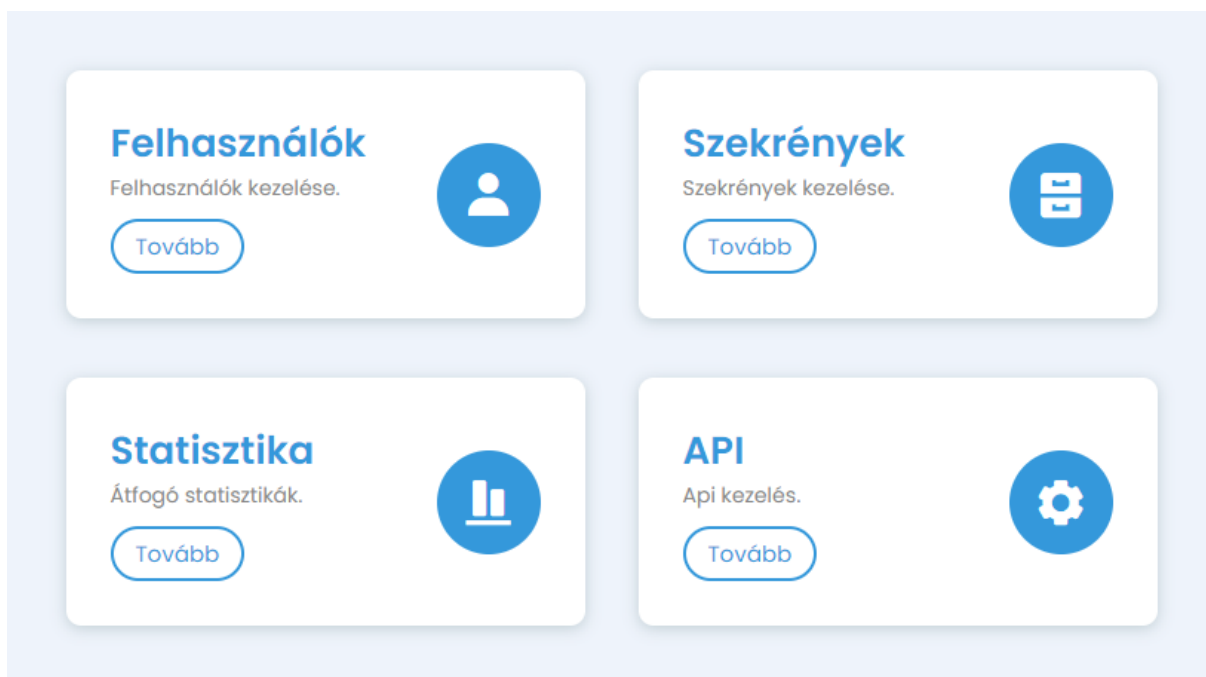 Felhasználók
Felhasználók kezelése.
Tovább
Szekrények
Szekrények kezelése.
Tovább
Statisztika
Átfogó statisztikák.
Tovább
API
Api kezelés.
Tovább